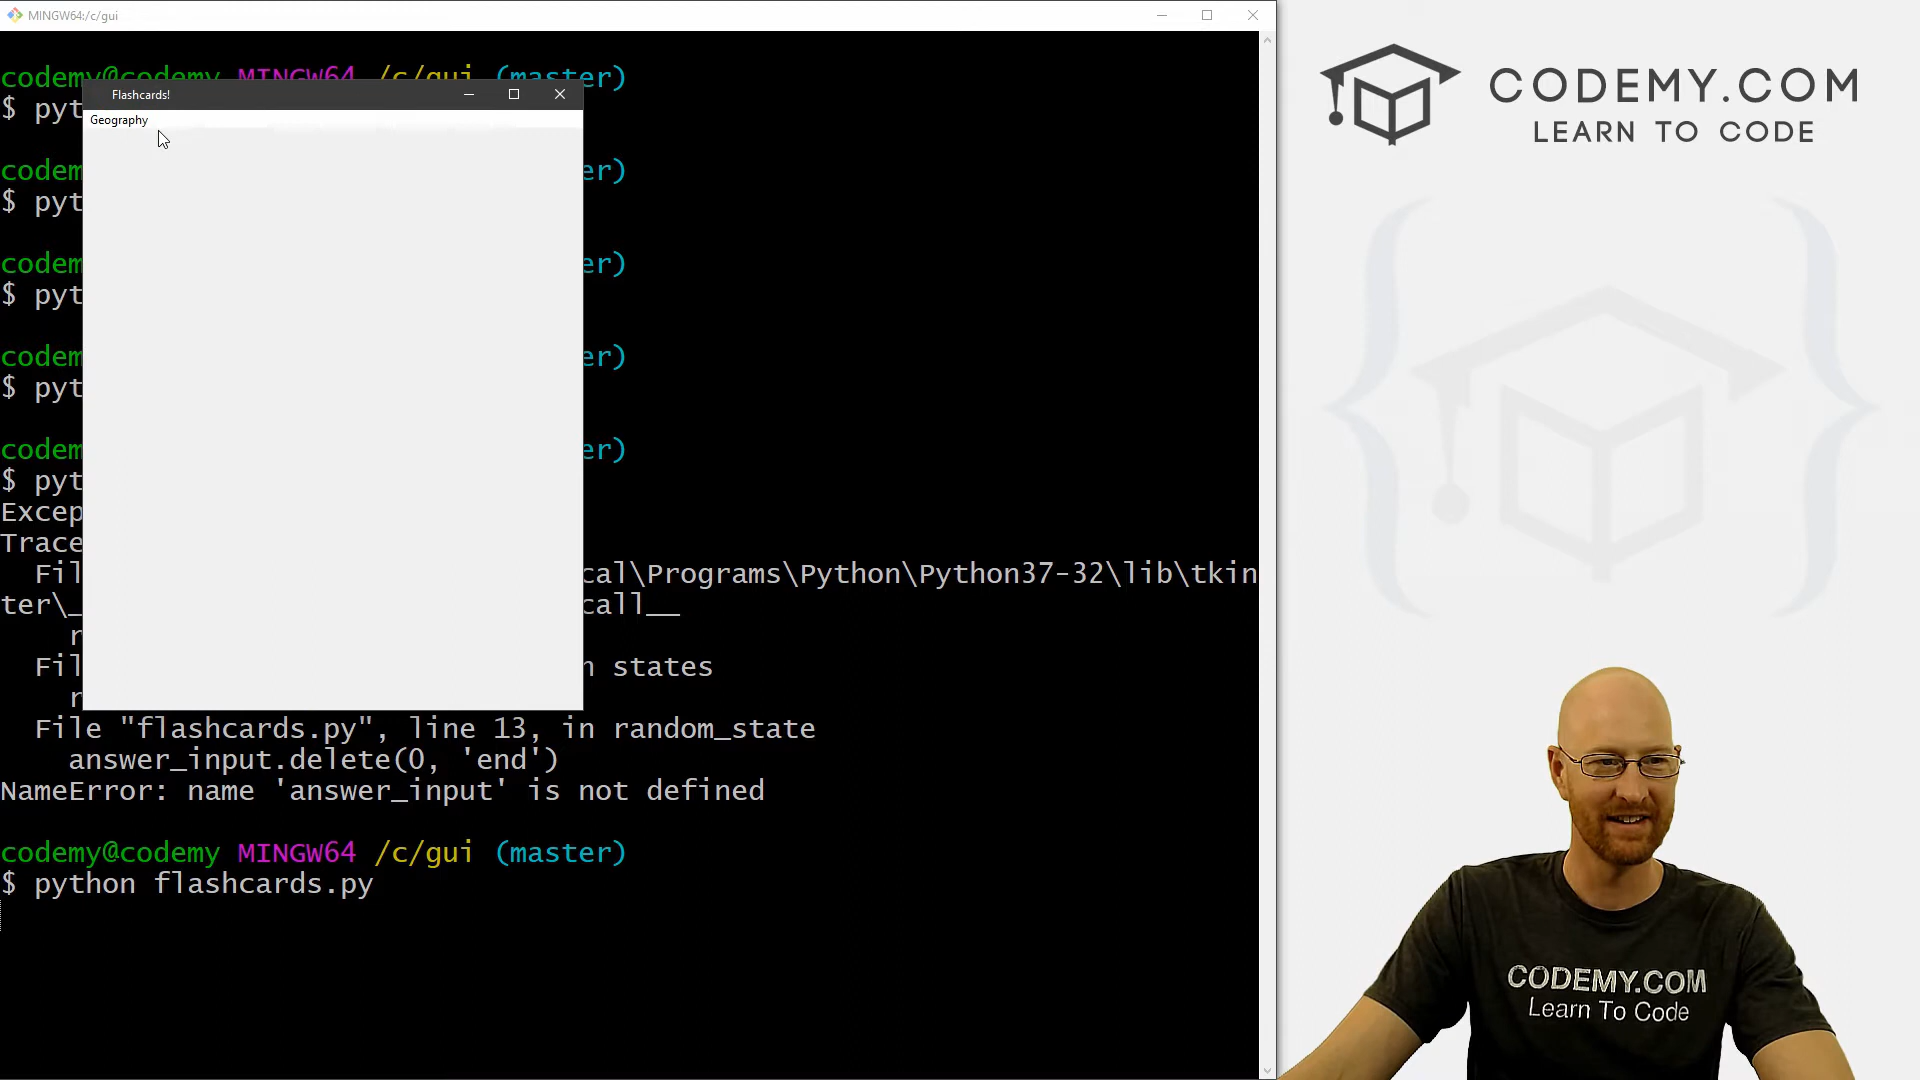 MINGW64:/c/gui
codemy@codemy MINGW64 /c/gui (master)
$ pyt
Flashcards!
Geography
codem er)
$ pyt
codem er)
$ pyt
codem er)
$ pyt
codem er)
$ pyt
Excep
Trace
Fil cal\Programs\Python\Python37-32\lib\tkin
ter\_ call__
r
Fil n states
r
File "flashcards.py", line 13, in random_state
answer_input.delete(0, 'end')
NameError: name 'answer_input' is not defined
codemy@codemy MINGW64 /c/gui (master)
$ python flashcards.py
CODEMY.COM
LEARN TO CODE
CODEMY.COM
Learn To Code